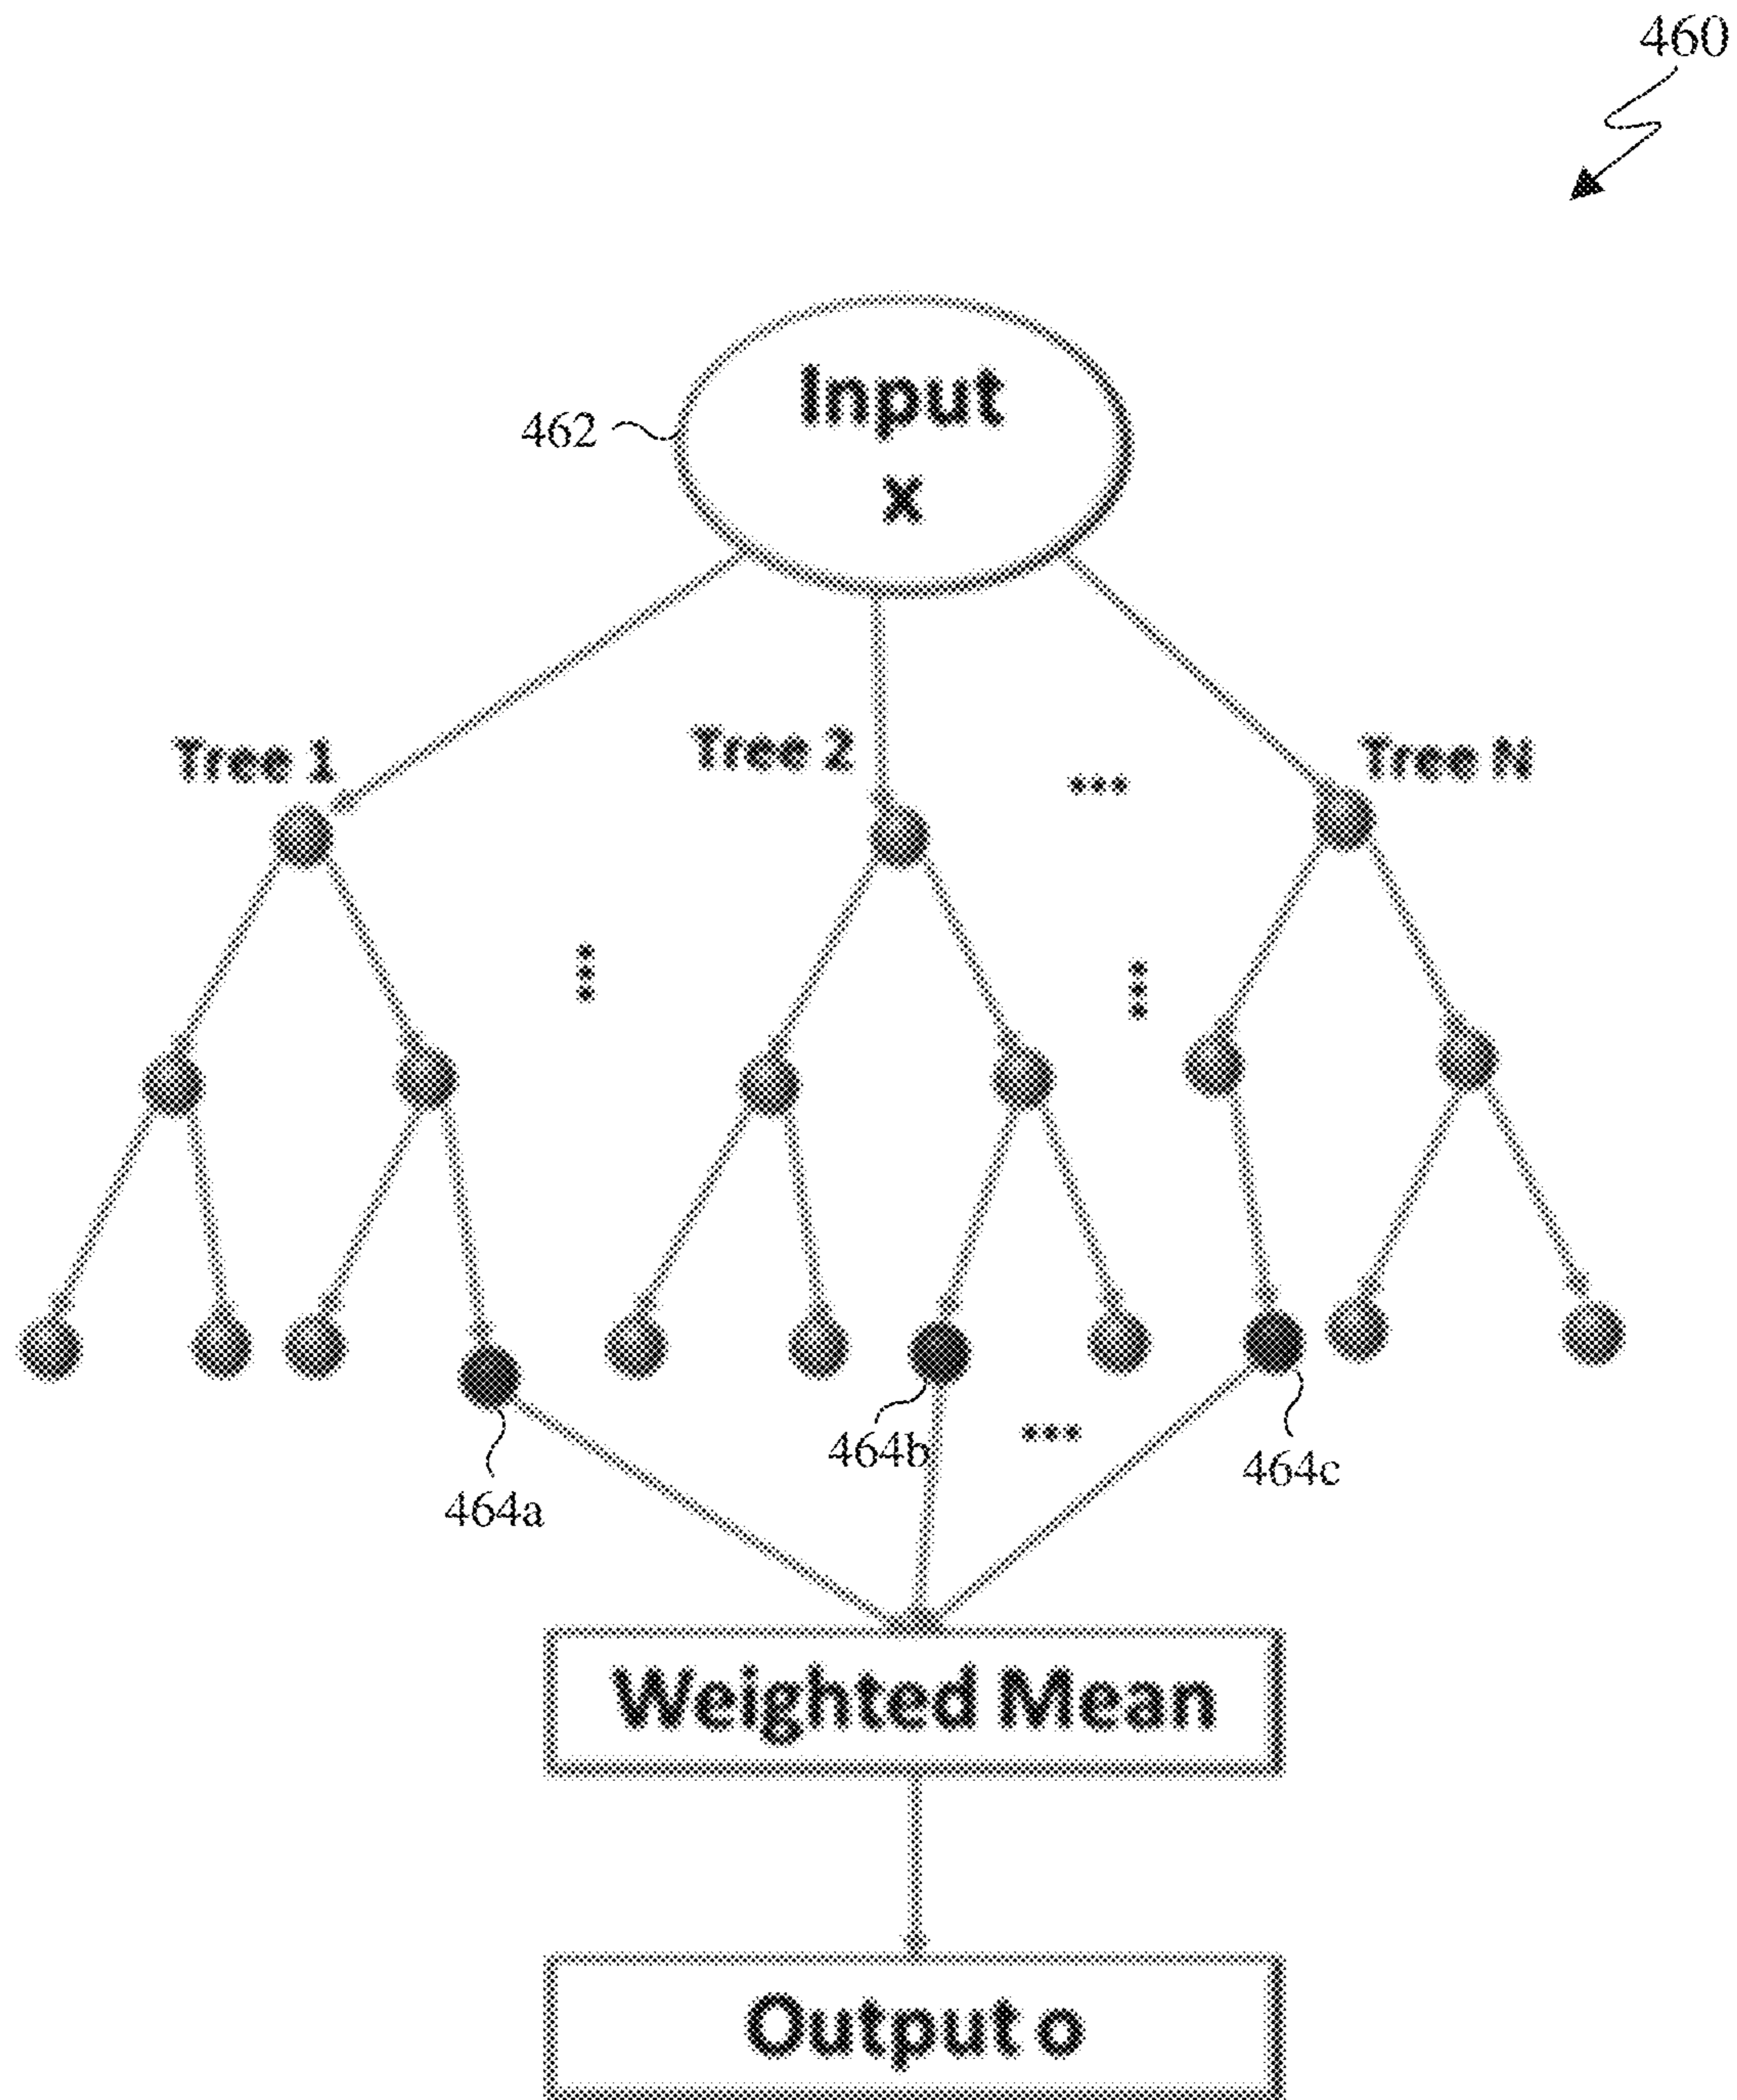 460
Input
x
462
Tree 1
Tree 2
...
Tree N
464a
464b
...
464c
Weighted Mean
Output o